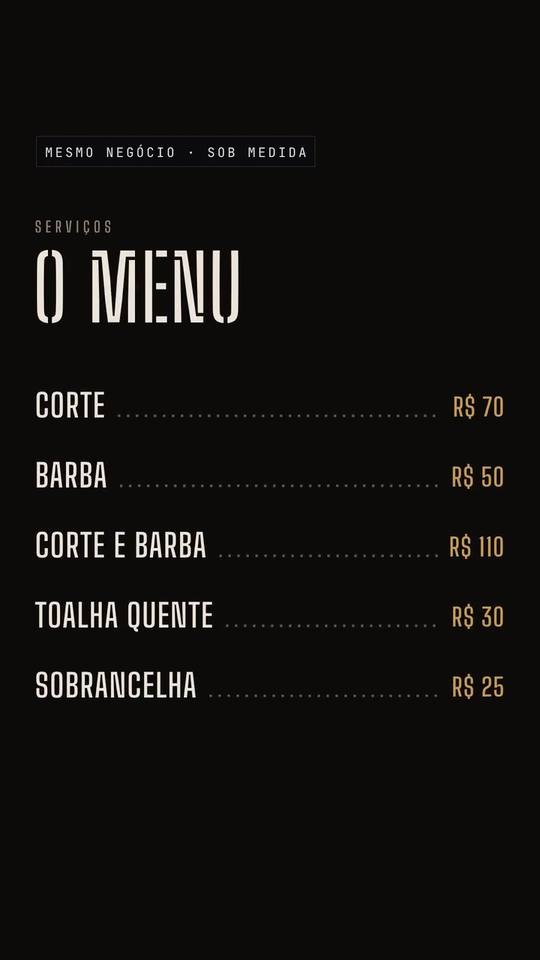 MESMO NEGÓCIO · SOB MEDIDA
SERVIÇOS
O MENU
CORTE ................................ R$ 70
BARBA ................................ R$ 50
CORTE E BARBA ...................... R$ 110
TOALHA QUENTE ..................... R$ 30
SOBRANCELHA ....................... R$ 25